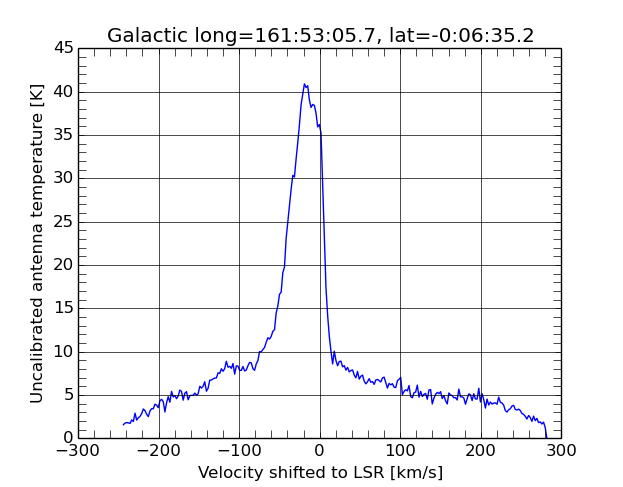 Galactic long=161:53:05.7, lat=-0:06:35.2
Uncalibrated antenna temperature [K]
45
40
35
30
25
20
15
10
5
0
−300 −200 −100 0 100 200 300
Velocity shifted to LSR [km/s]